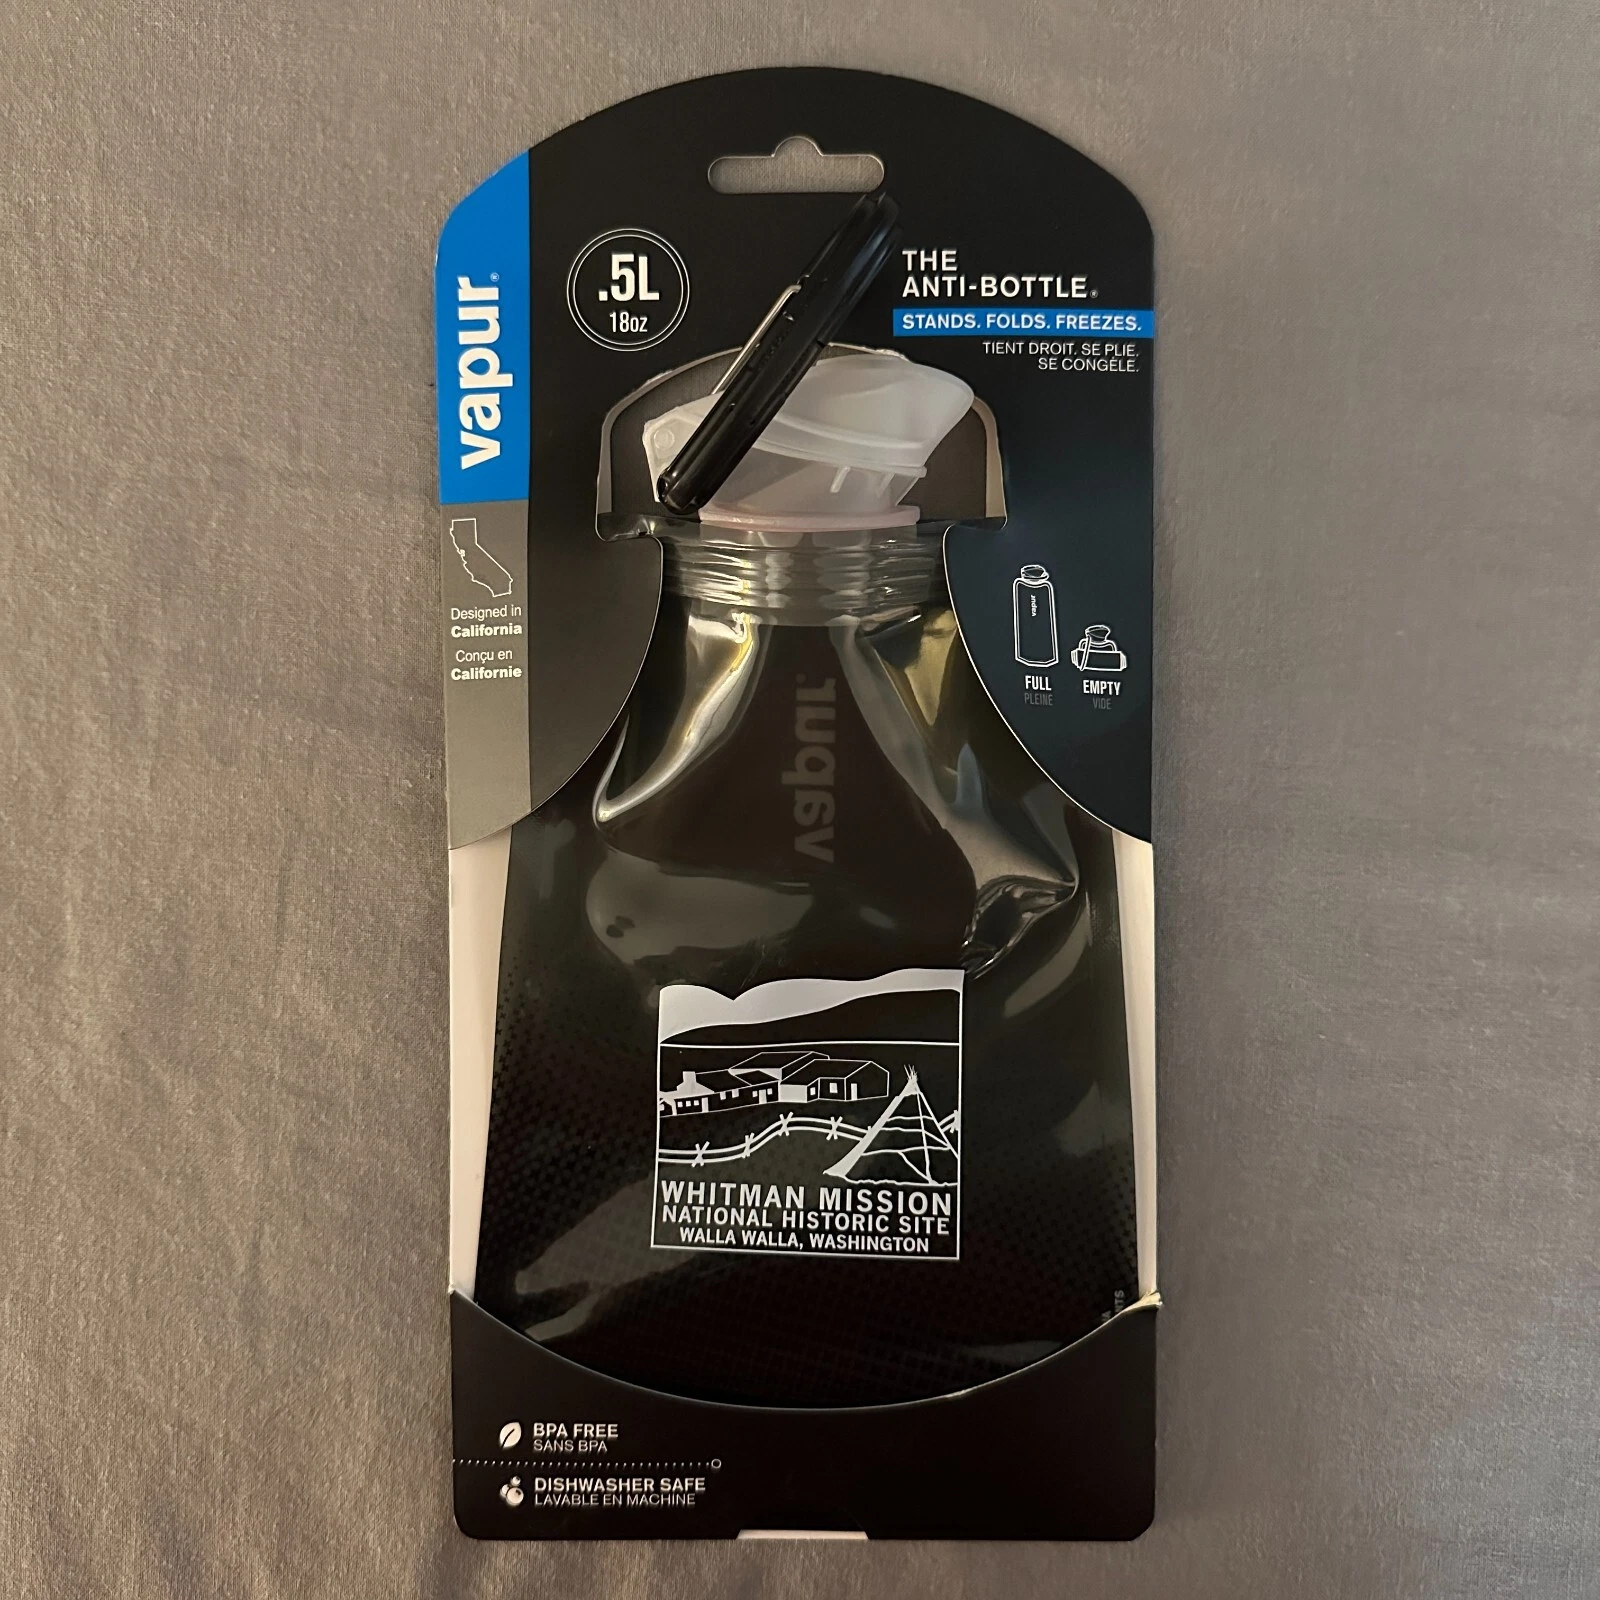 vapur®
.5L
18oz
THE
ANTI-BOTTLE®
STANDS. FOLDS. FREEZES.
TIENT DROIT. SE PLIE.
SE CONGÈLE.
Designed in
California
Conçu en
Californie
vapur
FULL
PLEINE
EMPTY
VIDE
vapur
WHITMAN MISSION
NATIONAL HISTORIC SITE
WALLA WALLA, WASHINGTON
BPA FREE
SANS BPA
DISHWASHER SAFE
LAVABLE EN MACHINE